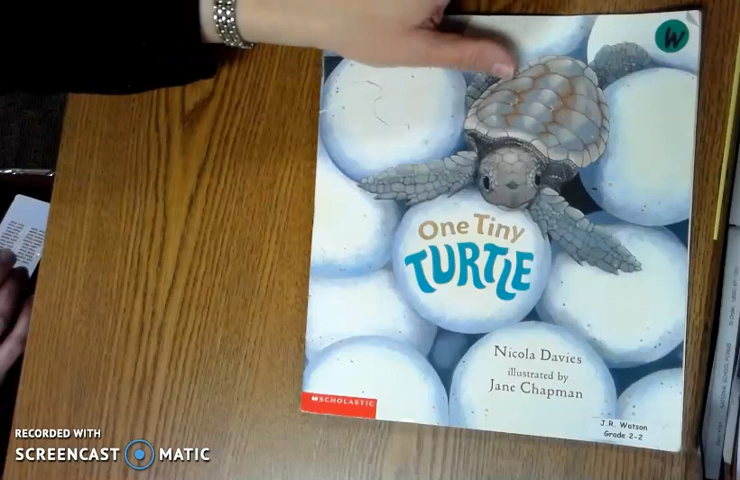 W
One Tiny
TURTLE
Nicola Davies
illustrated by
Jane Chapman
SCHOLASTIC
J.R. Watson
Grade 2-2
RECORDED WITH
SCREENCAST MATIC